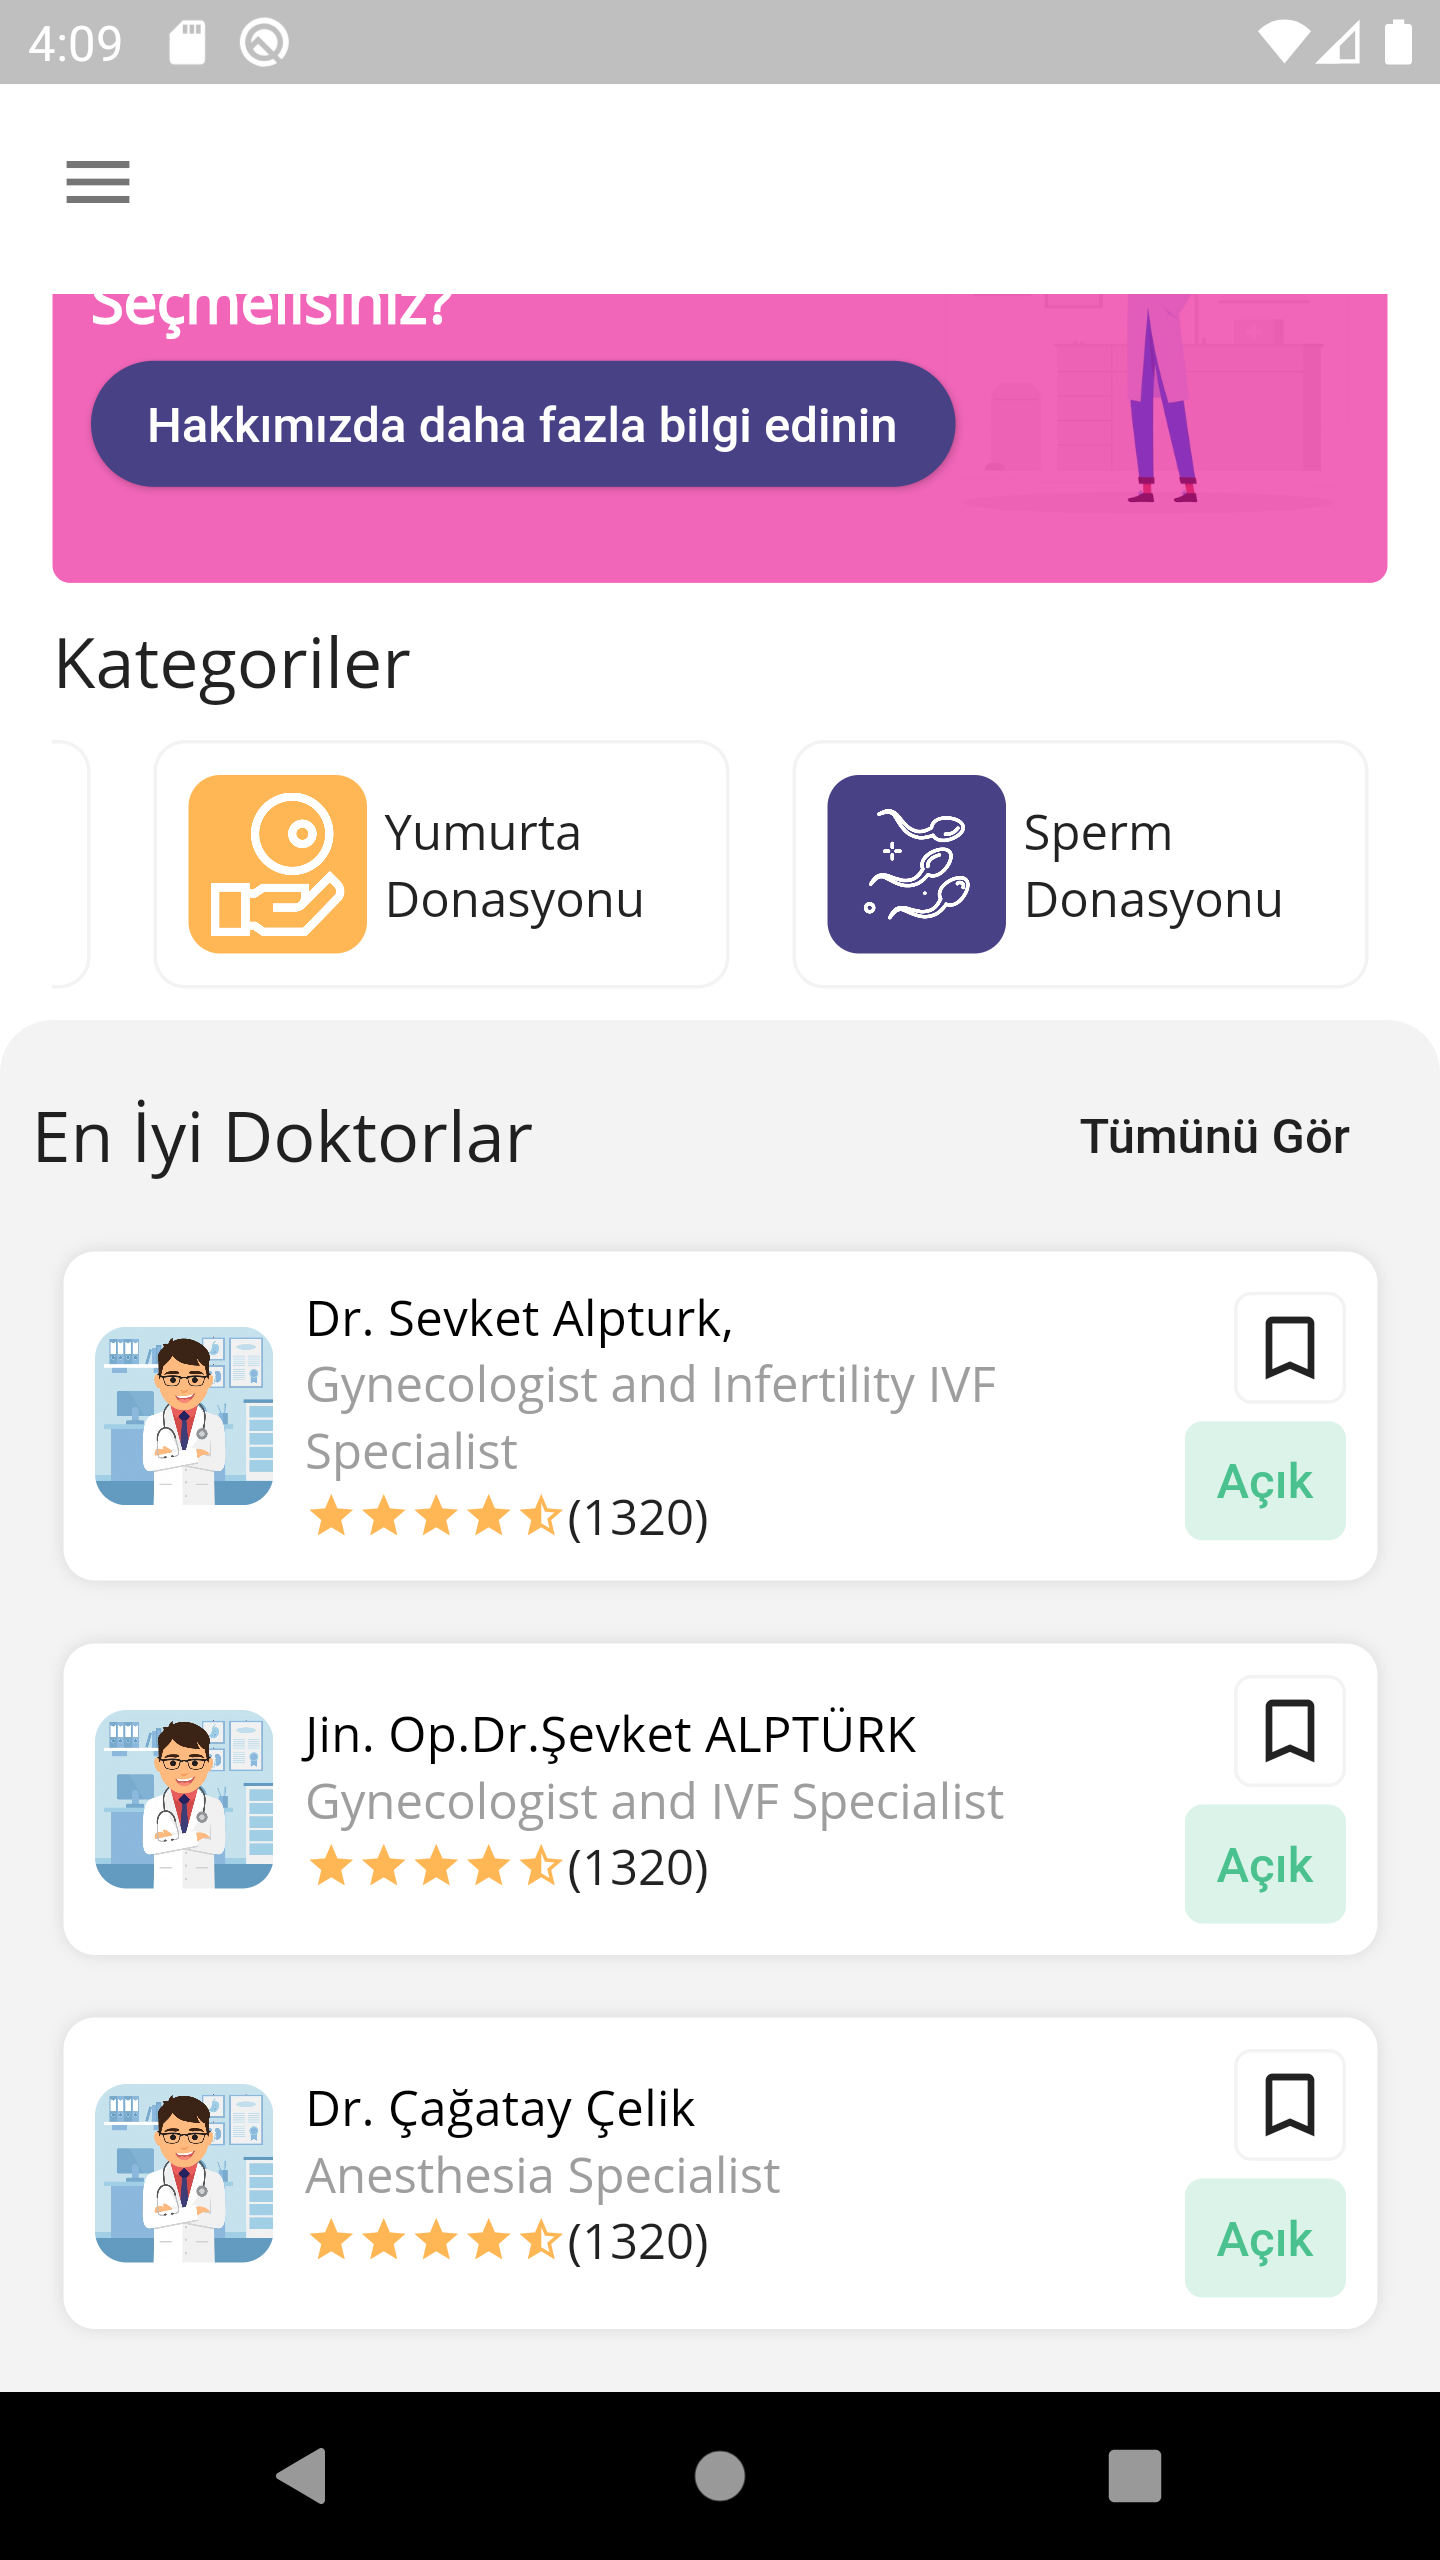 4:09
Seçmelisiniz?
Hakkımızda daha fazla bilgi edinin
Kategoriler
Yumurta
Donasyonu
Sperm
Donasyonu
En İyi Doktorlar
Tümünü Gör
Dr. Sevket Alpturk,
Gynecologist and Infertility IVF
Specialist
(1320)
Açık
Jin. Op.Dr.Şevket ALPTÜRK
Gynecologist and IVF Specialist
(1320)
Açık
Dr. Çağatay Çelik
Anesthesia Specialist
(1320)
Açık